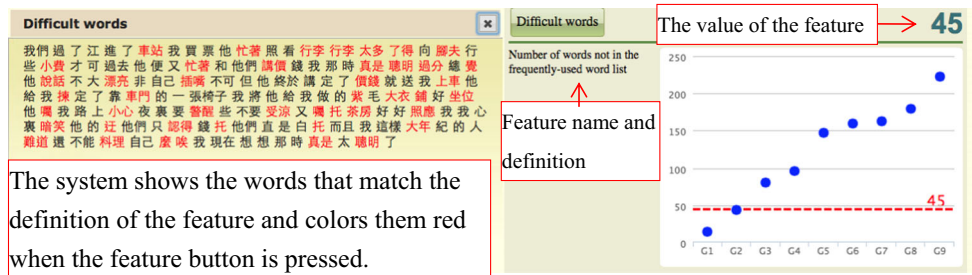 Difficult words
我們 過 了 江 進 了 車站 我 買 票 他 忙著 照 看 行李 行李 太多 了得 向 腳夫 行
些 小費 才 可 過去 他 便 又 忙著 和 他們 講價 錢 我 那 時 真是 聰明 過分 總 覺
他 說話 不 大 漂亮 非 自己 插嘴 不可 但 他 終於 講 定 了 價錢 就 送 我 上車 他
給 我 揀 定 了 靠 車門 的 一 張椅子 我 將 他 給 我 做 的 紫 毛 大衣 鋪 好 坐位
他 囑 我 路 上 小心 夜 裏 要 警醒 些 不要 受涼 又 囑 托 茶房 好 好 照應 我 我 心
裏 暗笑 他 的 迂 他們 只 認得 錢 托 他們 直 是 白 托 而且 我 這樣 大年 紀 的 人
難道 還 不能 料理 自己 麼 唉 我 現在 想 想 那 時 真是 太 聰明 了
The system shows the words that match the
definition of the feature and colors them red
when the feature button is pressed.
Difficult words
The value of the feature
45
Number of words not in the
frequently-used word list
Feature name and
definition
250
200
150
100
50
0
45
G1 G2 G3 G4 G5 G6 G7 G8 G9